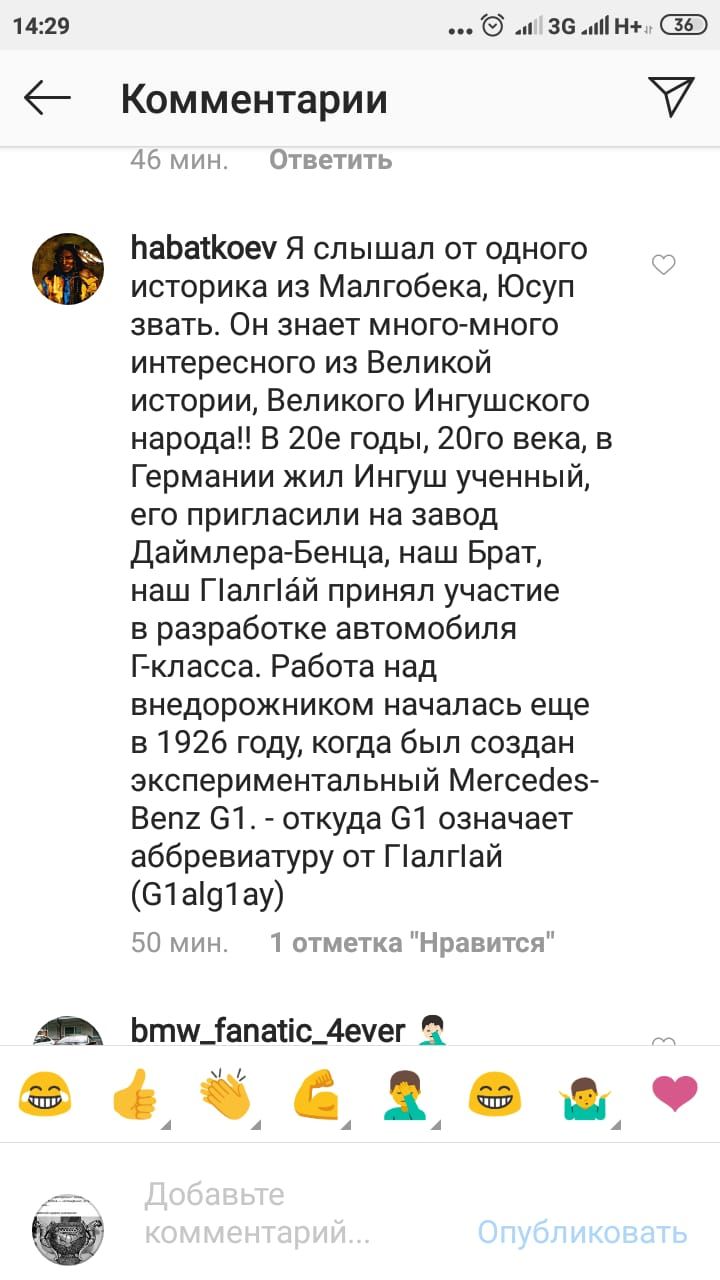 14:29
... 3G H+ 36
Комментарии
46 мин. Ответить
habatkoev Я слышал от одного
историка из Малгобека, Юсуп
звать. Он знает много-много
интересного из Великой
истории, Великого Ингушского
народа!! В 20е годы, 20го века, в
Германии жил Ингуш ученный,
его пригласили на завод
Даймлера-Бенца, наш Брат,
наш ГIалгIáй принял участие
в разработке автомобиля
Г-класса. Работа над
внедорожником началась еще
в 1926 году, когда был создан
экспериментальный Mercedes-
Benz G1. - откуда G1 означает
аббревиатуру от ГIалгIай
(G1alg1ay)
50 мин. 1 отметка "Нравится"
bmw_fanatic_4ever 🤦🏻‍♂️
😂 👍 👏 💪 🤦‍♂️ 😁 🤷‍♂️ ❤️
Добавьте
комментарий... Опубликовать